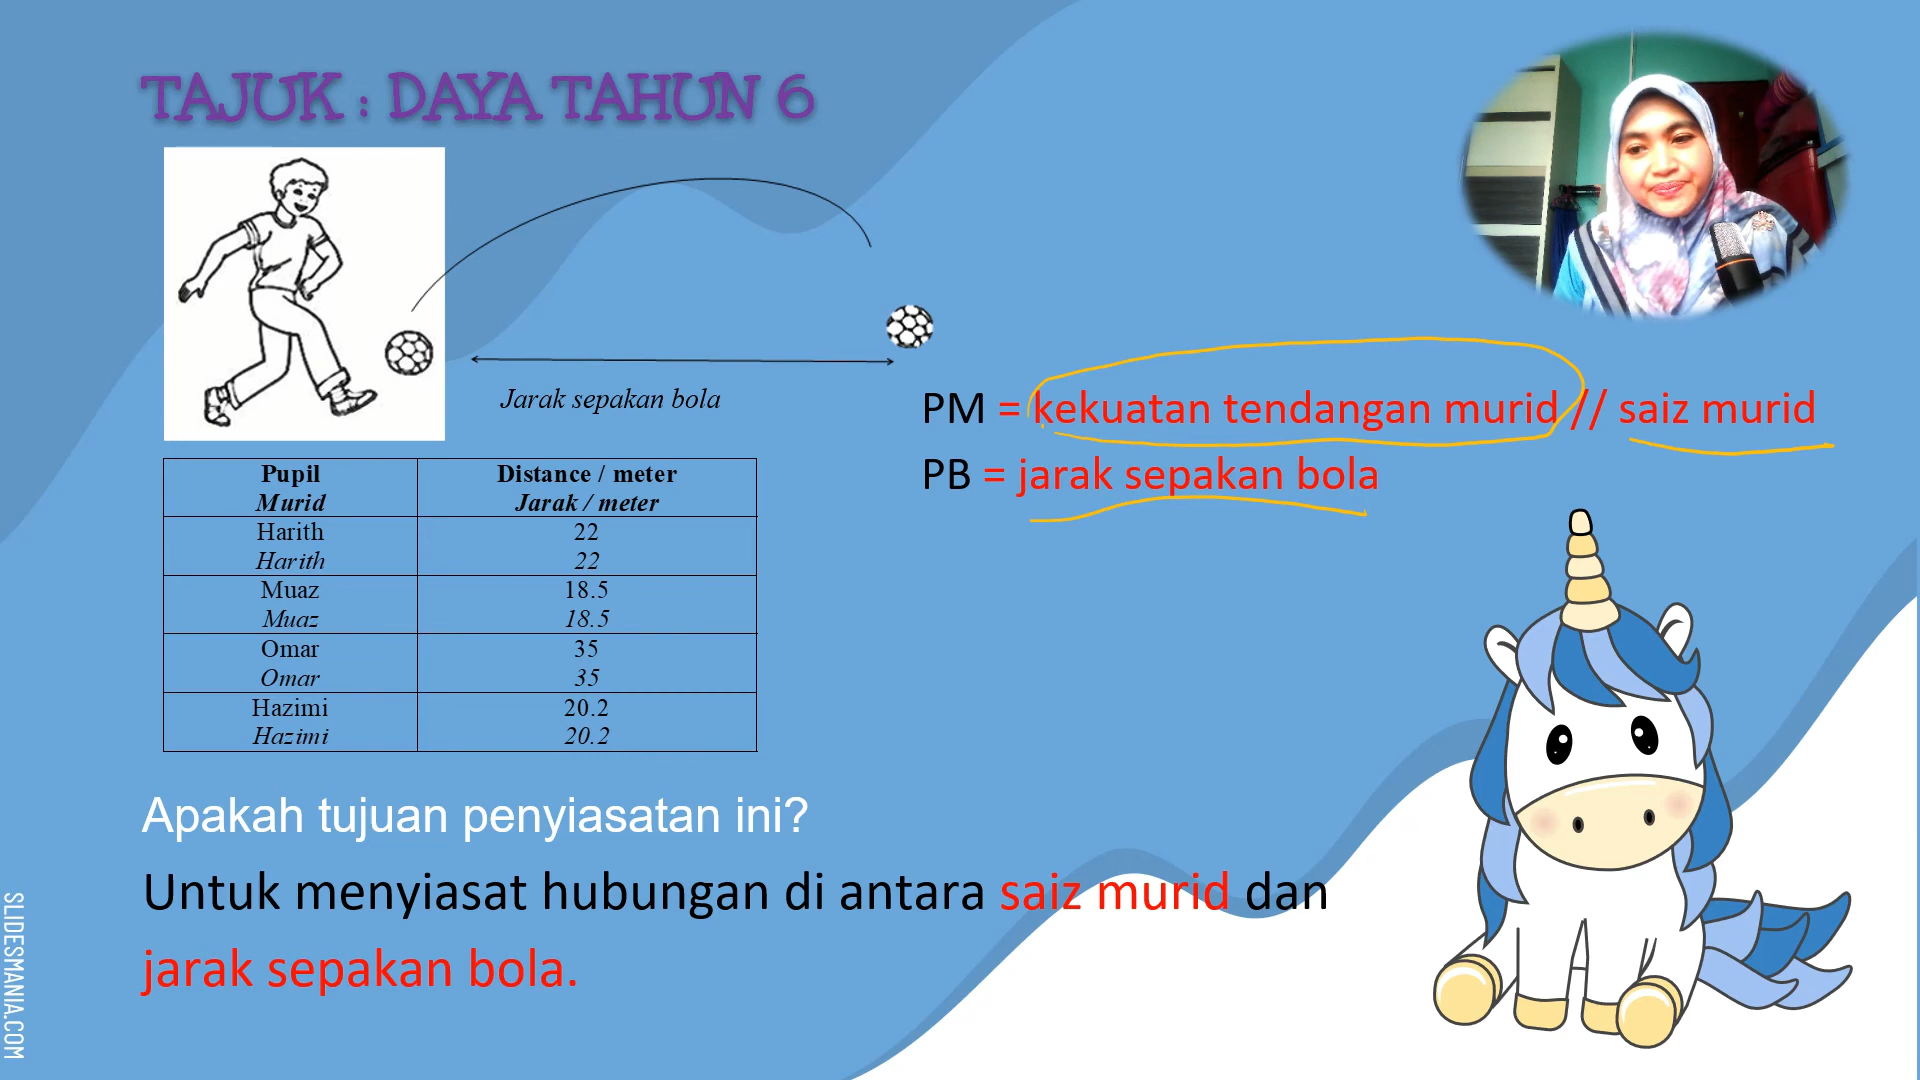 TAJUK : DAYA TAHUN 6
Jarak sepakan bola
PM = kekuatan tendangan murid // saiz murid
PB = jarak sepakan bola
Pupil Distance / meter
Murid Jarak / meter
Harith 22
Harith 22
Muaz 18.5
Muaz 18.5
Omar 35
Omar 35
Hazimi 20.2
Hazimi 20.2
Apakah tujuan penyiasatan ini?
Untuk menyiasat hubungan di antara saiz murid dan
jarak sepakan bola.
SLIDESMANIA.COM